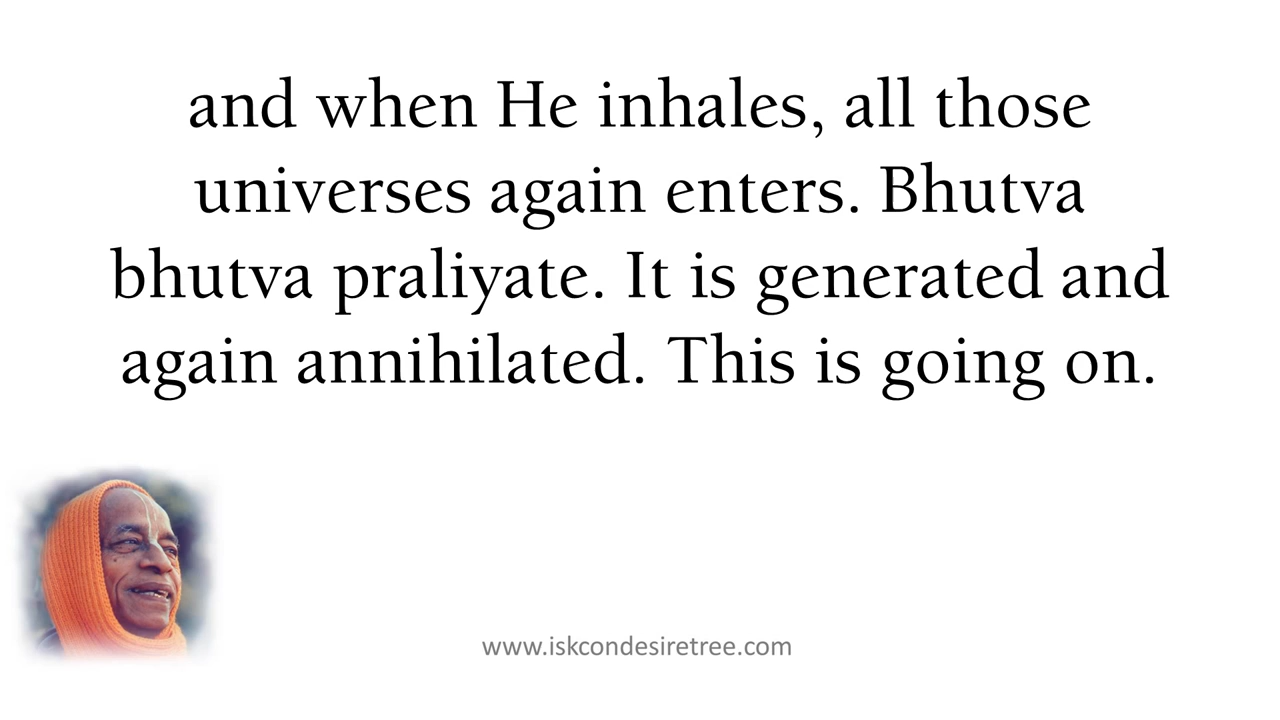 and when He inhales, all those
universes again enters. Bhutva
bhutva praliyate. It is generated and
again annihilated. This is going on.
www.iskcondesiretree.com